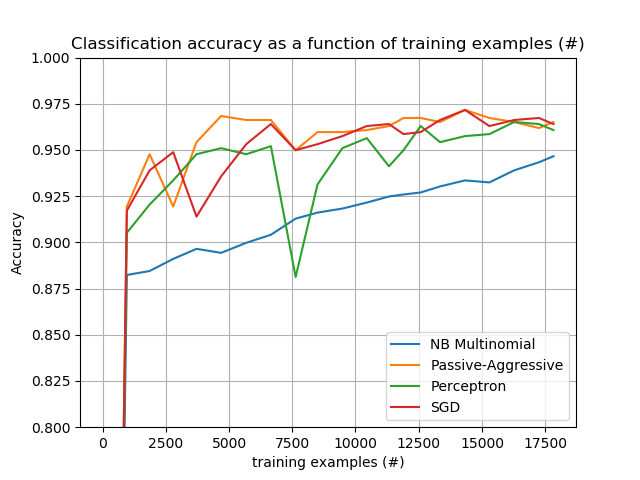 Classification accuracy as a function of training examples (#)
1.000
0.975
0.950
0.925
0.900
0.875
0.850
0.825
0.800
Accuracy
NB Multinomial
Passive-Aggressive
Perceptron
SGD
0 2500 5000 7500 10000 12500 15000 17500
training examples (#)